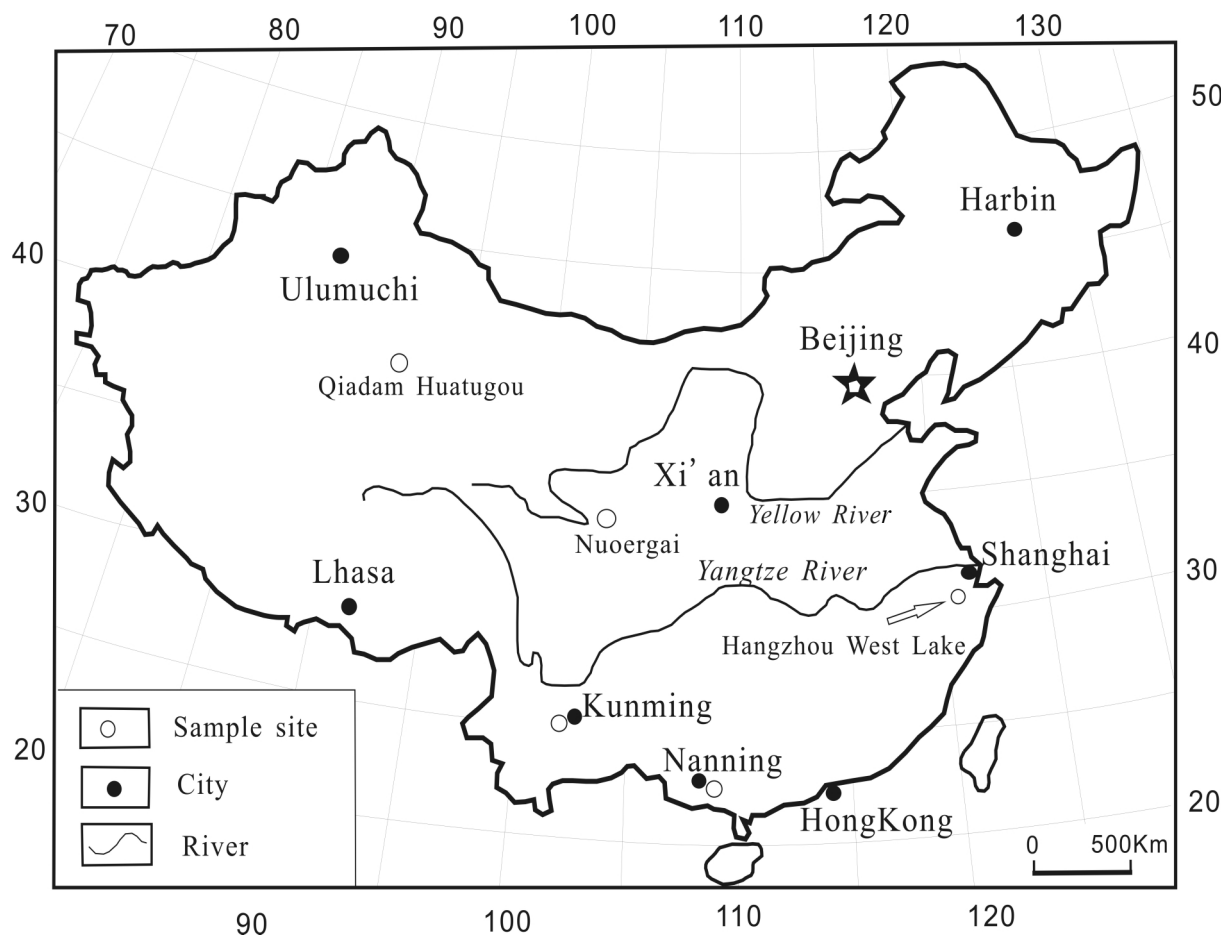 70 80 90 100 110 120 130
50
Harbin
40
Ulumuchi
Beijing
40
Qiadam Huatugou
Xi' an
30
Yellow River
Nuoergai
Shanghai
Lhasa
Yangtze River
30
Hangzhou West Lake
Kunming
Sample site
20
Nanning
City
HongKong
20
River
0 500Km
90 100 110 120